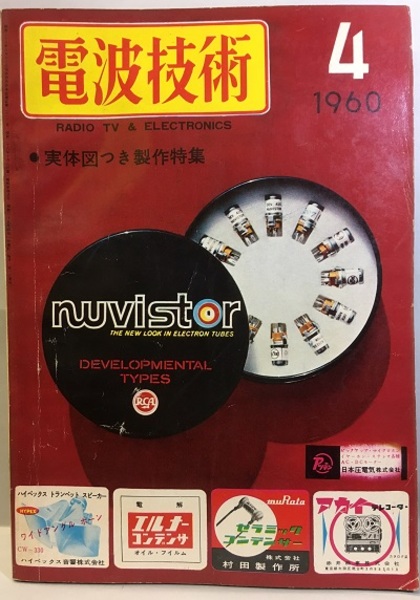 電波技術
4
1960
RADIO TV & ELECTRONICS
●実体図つき製作特集
nuvistor
THE NEW LOOK IN ELECTRON TUBES
DEVELOPMENTAL
TYPES
RCA
日本圧電気株式会社
ハイペックス トランペット スピーカー
HYPEX
ワイドアングル ホーン
CW-330
ハイペックス音響株式会社
電解
エルナー
コンデンサ
オイル・フイルム
muRata
セラミック
コンデンサー
株式会社
村田製作所
アカイ
テレコーダー